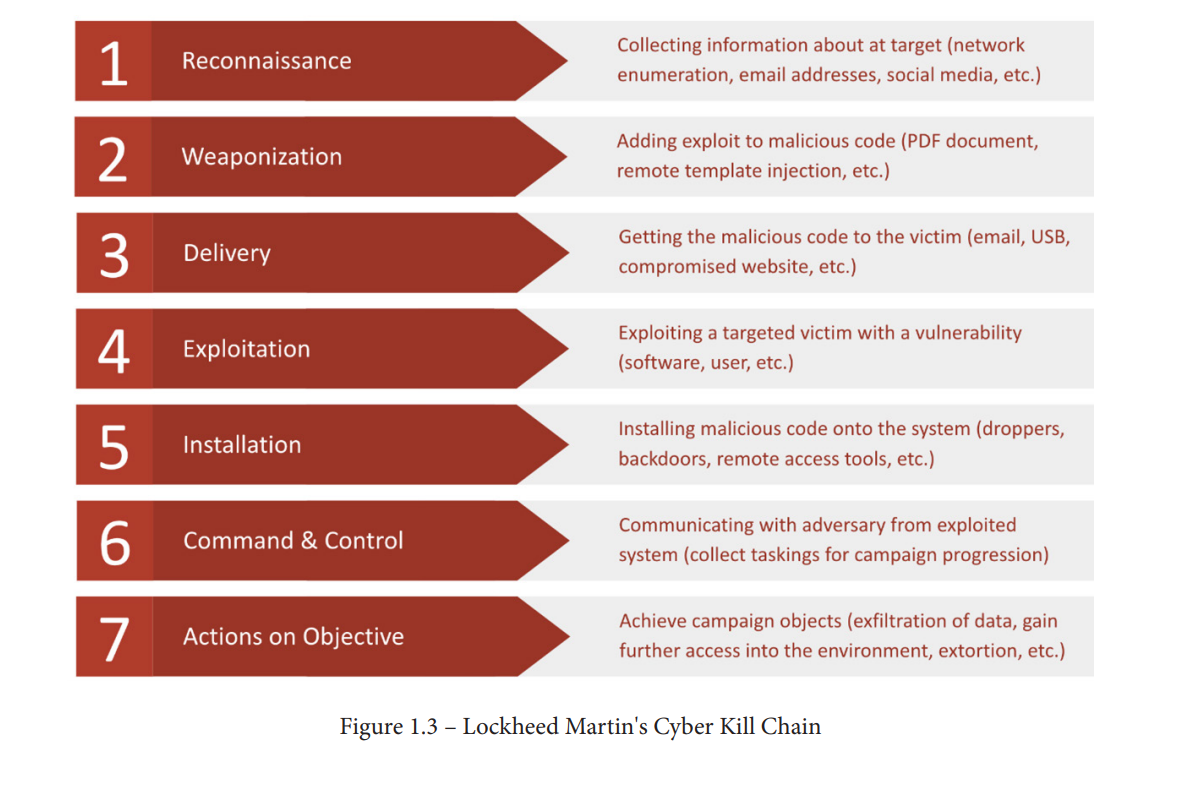 1
Reconnaissance
Collecting information about at target (network
enumeration, email addresses, social media, etc.)
2
Weaponization
Adding exploit to malicious code (PDF document,
remote template injection, etc.)
3
Delivery
Getting the malicious code to the victim (email, USB,
compromised website, etc.)
4
Exploitation
Exploiting a targeted victim with a vulnerability
(software, user, etc.)
5
Installation
Installing malicious code onto the system (droppers,
backdoors, remote access tools, etc.)
6
Command & Control
Communicating with adversary from exploited
system (collect taskings for campaign progression)
7
Actions on Objective
Achieve campaign objects (exfiltration of data, gain
further access into the environment, extortion, etc.)
Figure 1.3 – Lockheed Martin's Cyber Kill Chain